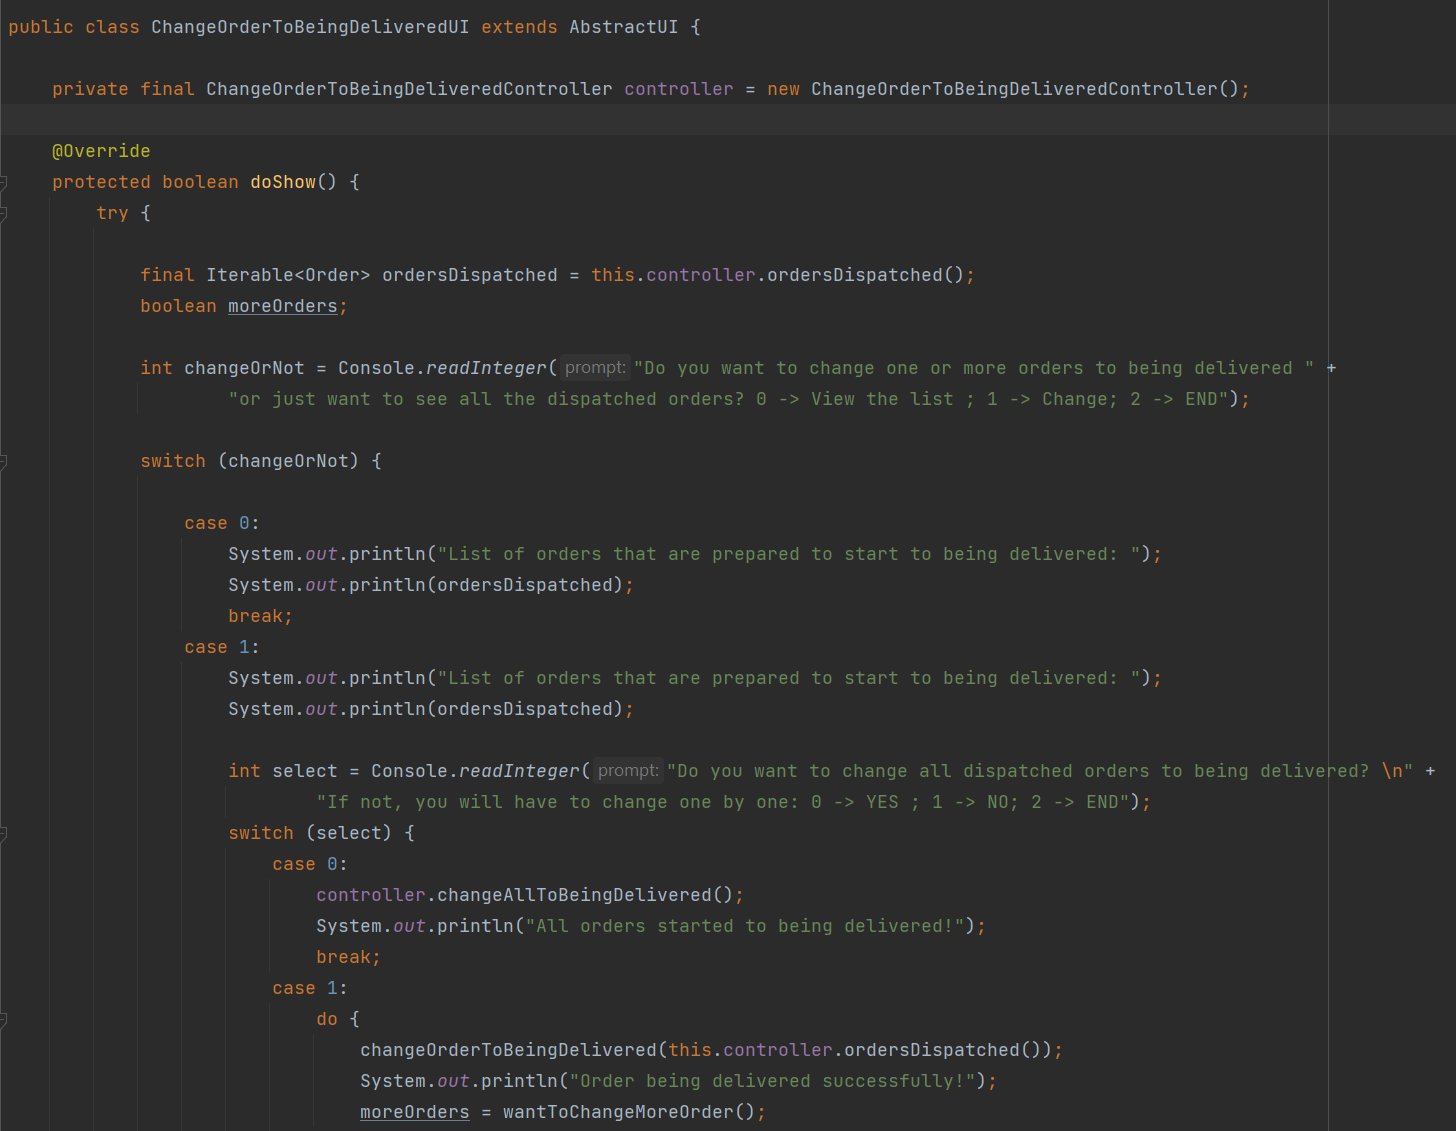 public class ChangeOrderToBeingDeliveredUI extends AbstractUI {
private final ChangeOrderToBeingDeliveredController controller = new ChangeOrderToBeingDeliveredController();
@Override
protected boolean doShow() {
try {
final Iterable<Order> ordersDispatched = this.controller.ordersDispatched();
boolean moreOrders;
int changeOrNot = Console.readInteger( prompt: "Do you want to change one or more orders to being delivered " +
"or just want to see all the dispatched orders? 0 -> View the list ; 1 -> Change; 2 -> END");
switch (changeOrNot) {
case 0:
System.out.println("List of orders that are prepared to start to being delivered: ");
System.out.println(ordersDispatched);
break;
case 1:
System.out.println("List of orders that are prepared to start to being delivered: ");
System.out.println(ordersDispatched);
int select = Console.readInteger( prompt: "Do you want to change all dispatched orders to being delivered? \n" +
"If not, you will have to change one by one: 0 -> YES ; 1 -> NO; 2 -> END");
switch (select) {
case 0:
controller.changeAllToBeingDelivered();
System.out.println("All orders started to being delivered!");
break;
case 1:
do {
changeOrderToBeingDelivered(this.controller.ordersDispatched());
System.out.println("Order being delivered successfully!");
moreOrders = wantToChangeMoreOrder();